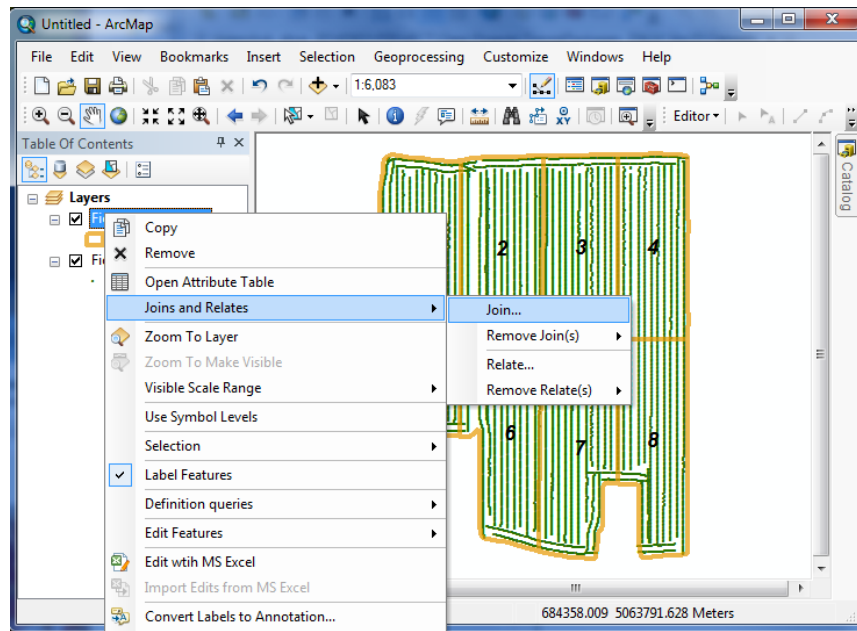 Untitled - ArcMap
File Edit View Bookmarks Insert Selection Geoprocessing Customize Windows Help
1:6,083
Editor
Table Of Contents
Layers
Catalog
Copy
Remove
Open Attribute Table
Joins and Relates
Zoom To Layer
Zoom To Make Visible
Visible Scale Range
Use Symbol Levels
Selection
Label Features
Definition queries
Edit Features
Edit wtih MS Excel
Import Edits from MS Excel
Convert Labels to Annotation...
Join...
Remove Join(s)
Relate...
Remove Relate(s)
2 3 4
6 7 8
684358.009 5063791.628 Meters